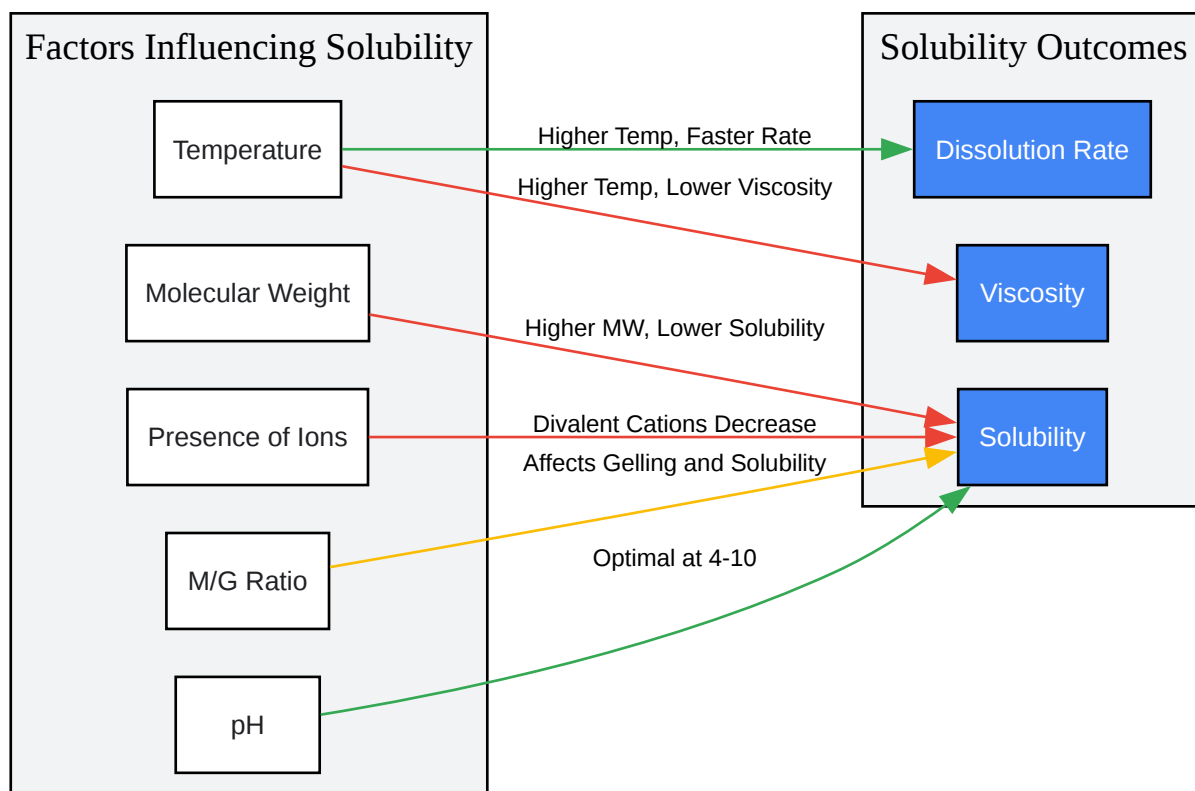 Factors Influencing Solubility
Solubility Outcomes
Temperature
Higher Temp, Faster Rate
Dissolution Rate
Higher Temp, Lower Viscosity
Molecular Weight
Viscosity
Higher MW, Lower Solubility
Presence of Ions
Divalent Cations Decrease
Solubility
Affects Gelling and Solubility
M/G Ratio
Optimal at 4-10
pH